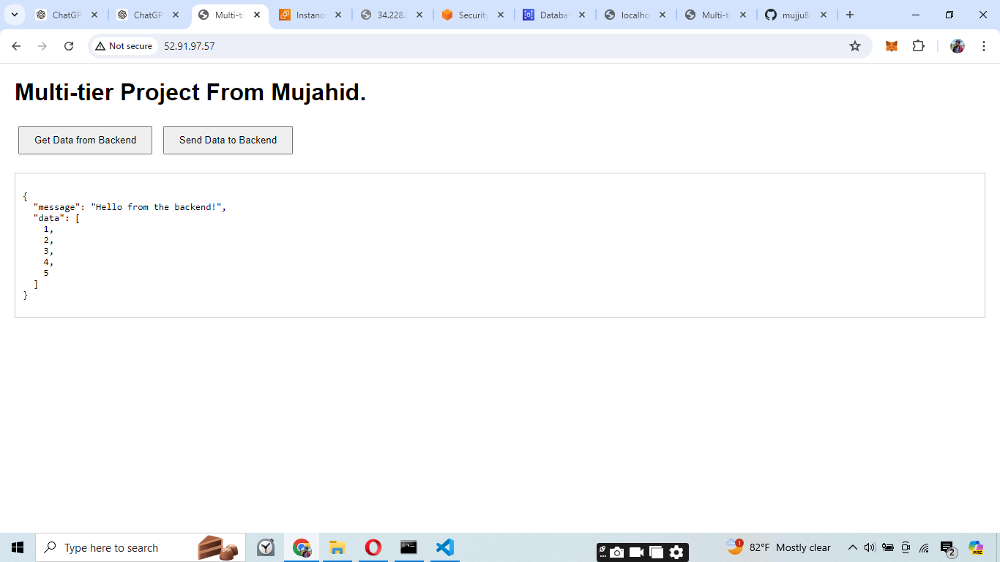 ChatGP
ChatGP
Multi-ti
Instanc
34.228.
Security
Databa
localho
Multi-ti
mujju8
Not secure
52.91.97.57
Multi-tier Project From Mujahid.
Get Data from Backend
Send Data to Backend
{
"message": "Hello from the backend!",
"data": [
1,
2,
3,
4,
5
]
}
Type here to search
1
82°F Mostly clear
2
PRE